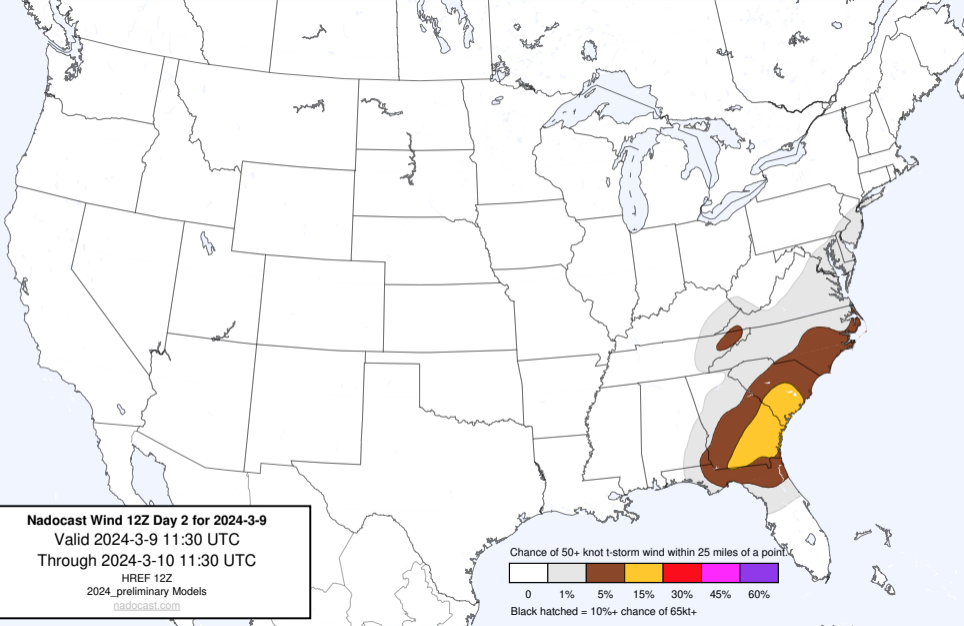 Nadocast Wind 12Z Day 2 for 2024-3-9
Valid 2024-3-9 11:30 UTC
Through 2024-3-10 11:30 UTC
HREF 12Z
2024_preliminary Models
nadocast.com
Chance of 50+ knot t-storm wind within 25 miles of a point.
0 1% 5% 15% 30% 45% 60%
Black hatched = 10%+ chance of 65kt+